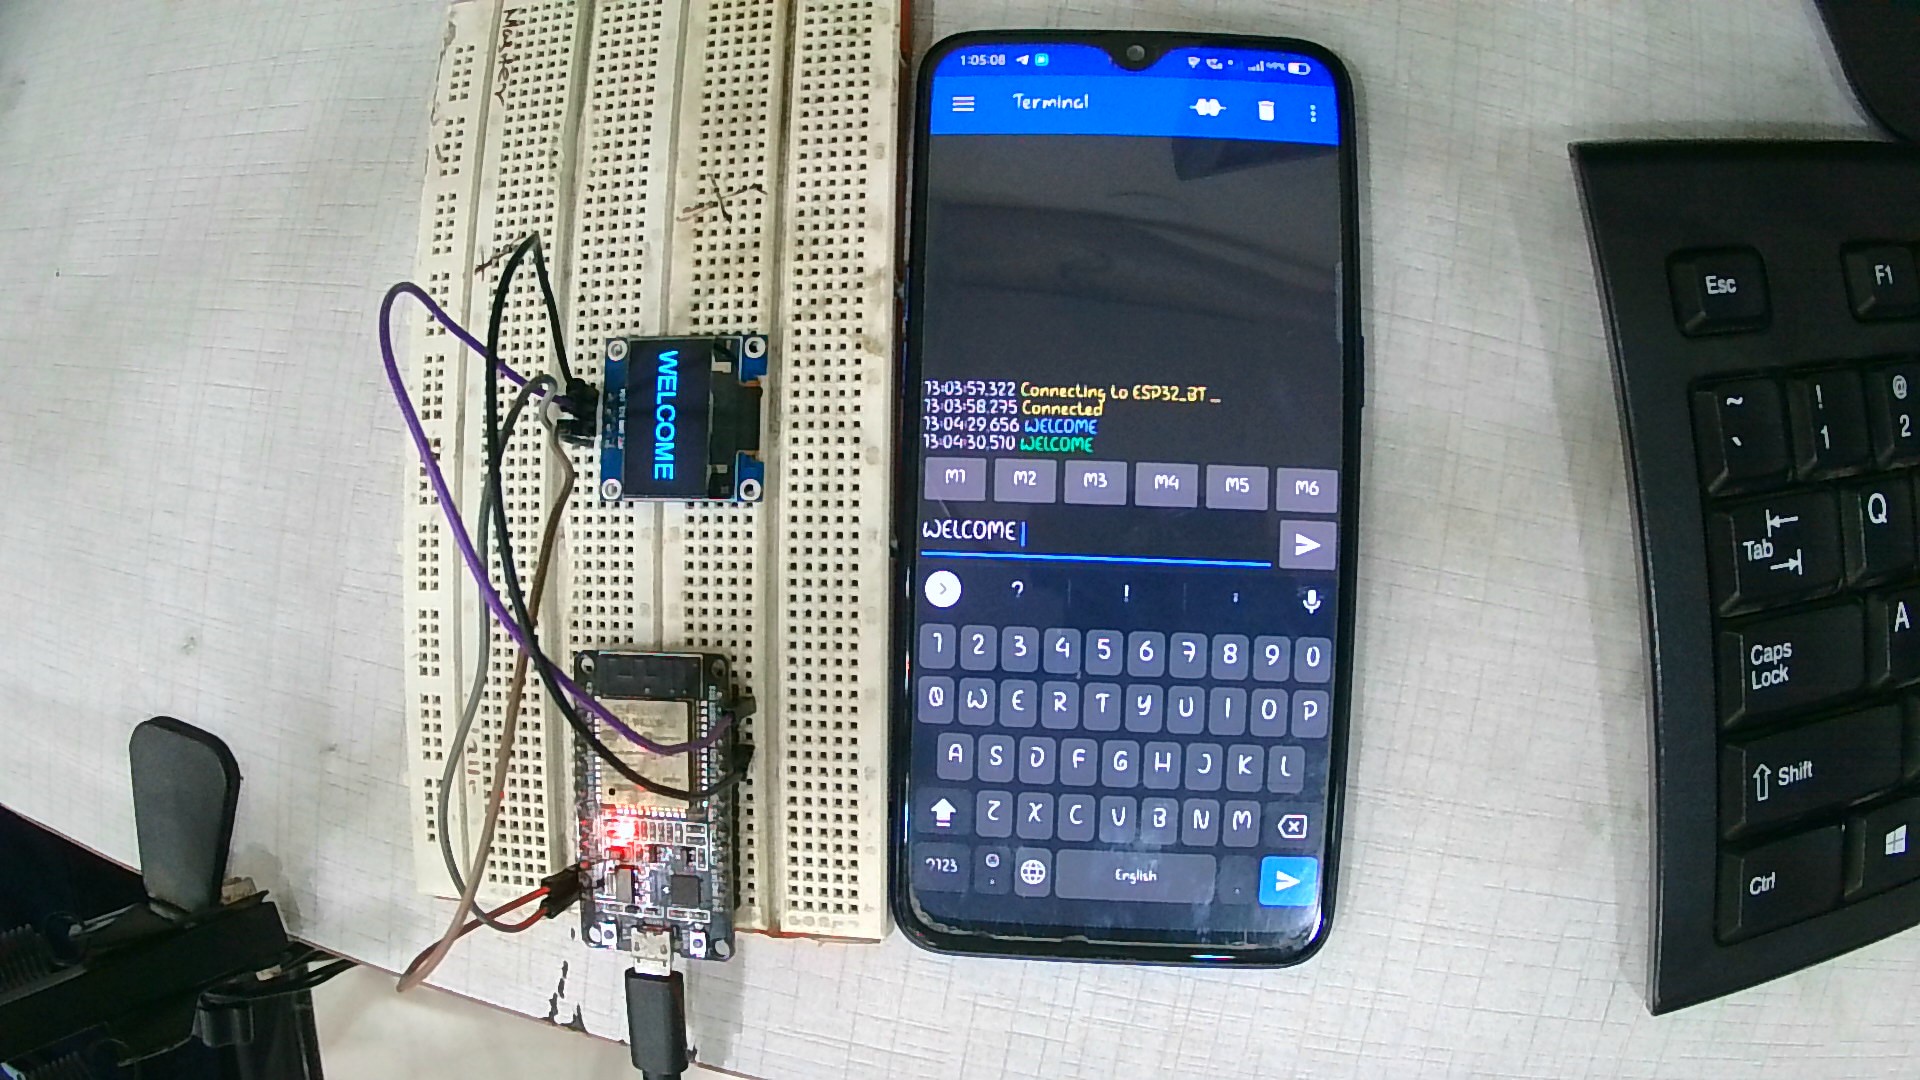 Master
WELCOME
1:05:08
Terminal
13:03:57.322 Connecting to ESP32_BT ...
13:03:58.275 Connected
13:04:29.656 WELCOME
13:04:30.510 WELCOME
M1 M2 M3 M4 M5 M6
WELCOME
? ! ;
1 2 3 4 5 6 7 8 9 0
Q W E R T Y U I O P
A S D F G H J K L
Z X C V B N M
?123 , English .
Esc F1
~ ! @
` 1 2
Tab Q
Caps Lock A
Shift
Ctrl